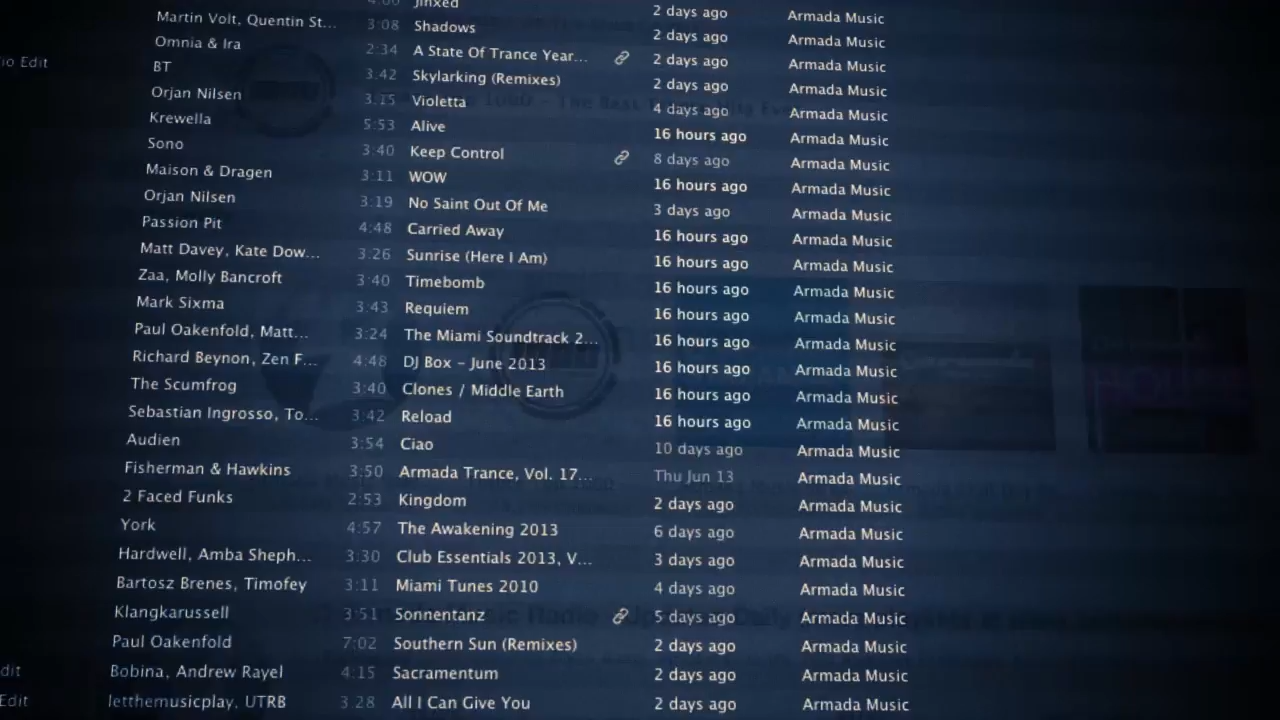 Jinxed 2 days ago Armada Music
Martin Volt, Quentin St... 3:08 Shadows 2 days ago Armada Music
Omnia & Ira 2:34 A State Of Trance Year... 2 days ago Armada Music
io Edit BT 3:42 Skylarking (Remixes) 2 days ago Armada Music
Orjan Nilsen 3:15 Violetta 4 days ago Armada Music
Krewella 5:53 Alive 16 hours ago Armada Music
Sono 3:40 Keep Control 8 days ago Armada Music
Maison & Dragen 3:11 WOW 16 hours ago Armada Music
Orjan Nilsen 3:19 No Saint Out Of Me 3 days ago Armada Music
Passion Pit 4:48 Carried Away 16 hours ago Armada Music
Matt Davey, Kate Dow... 3:26 Sunrise (Here I Am) 16 hours ago Armada Music
Zaa, Molly Bancroft 3:40 Timebomb 16 hours ago Armada Music
Mark Sixma 3:43 Requiem 16 hours ago Armada Music
Paul Oakenfold, Matt... 3:24 The Miami Soundtrack 2... 16 hours ago Armada Music
Richard Beynon, Zen F... 4:48 DJ Box – June 2013 16 hours ago Armada Music
The Scumfrog 3:40 Clones / Middle Earth 16 hours ago Armada Music
Sebastian Ingrosso, To... 3:42 Reload 16 hours ago Armada Music
Audien 3:54 Ciao 10 days ago Armada Music
Fisherman & Hawkins 3:50 Armada Trance, Vol. 17... Thu Jun 13 Armada Music
2 Faced Funks 2:53 Kingdom 2 days ago Armada Music
York 4:57 The Awakening 2013 6 days ago Armada Music
Hardwell, Amba Sheph... 3:30 Club Essentials 2013, V... 3 days ago Armada Music
Bartosz Brenes, Timofey 3:11 Miami Tunes 2010 4 days ago Armada Music
Klangkarussell 3:51 Sonnentanz 5 days ago Armada Music
Paul Oakenfold 7:02 Southern Sun (Remixes) 2 days ago Armada Music
dit Bobina, Andrew Rayel 4:15 Sacramentum 2 days ago Armada Music
Edit letthemusicplay, UTRB 3:28 All I Can Give You 2 days ago Armada Music